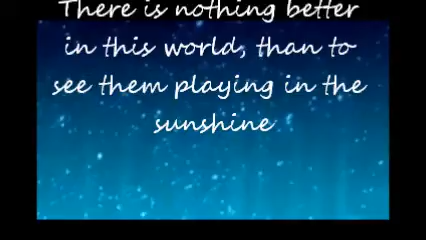 There is nothing better
in this world, than to
see them playing in the
sunshine